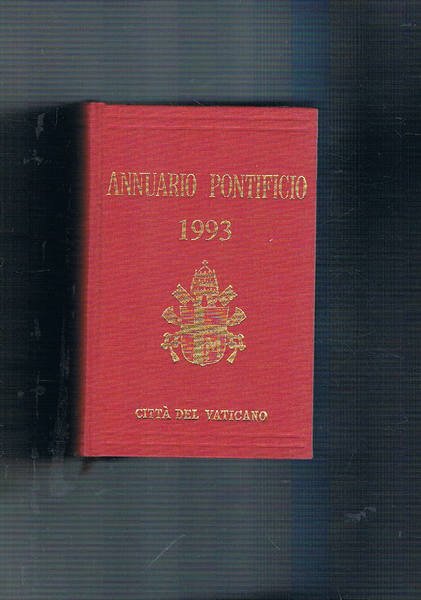 ANNUARIO PONTIFICIO
1993
CITTÀ DEL VATICANO